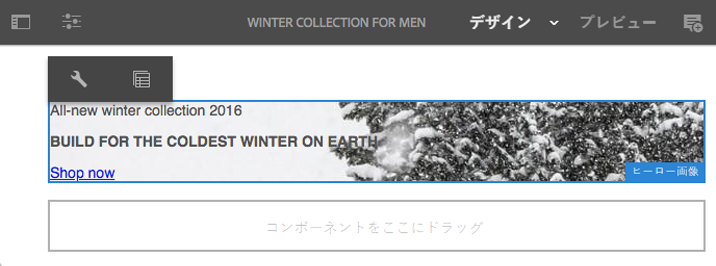 WINTER COLLECTION FOR MEN
デザイン
プレビュー
All-new winter collection 2016
BUILD FOR THE COLDEST WINTER ON EARTH
Shop now
ヒーロー画像
コンポーネントをここにドラッグ